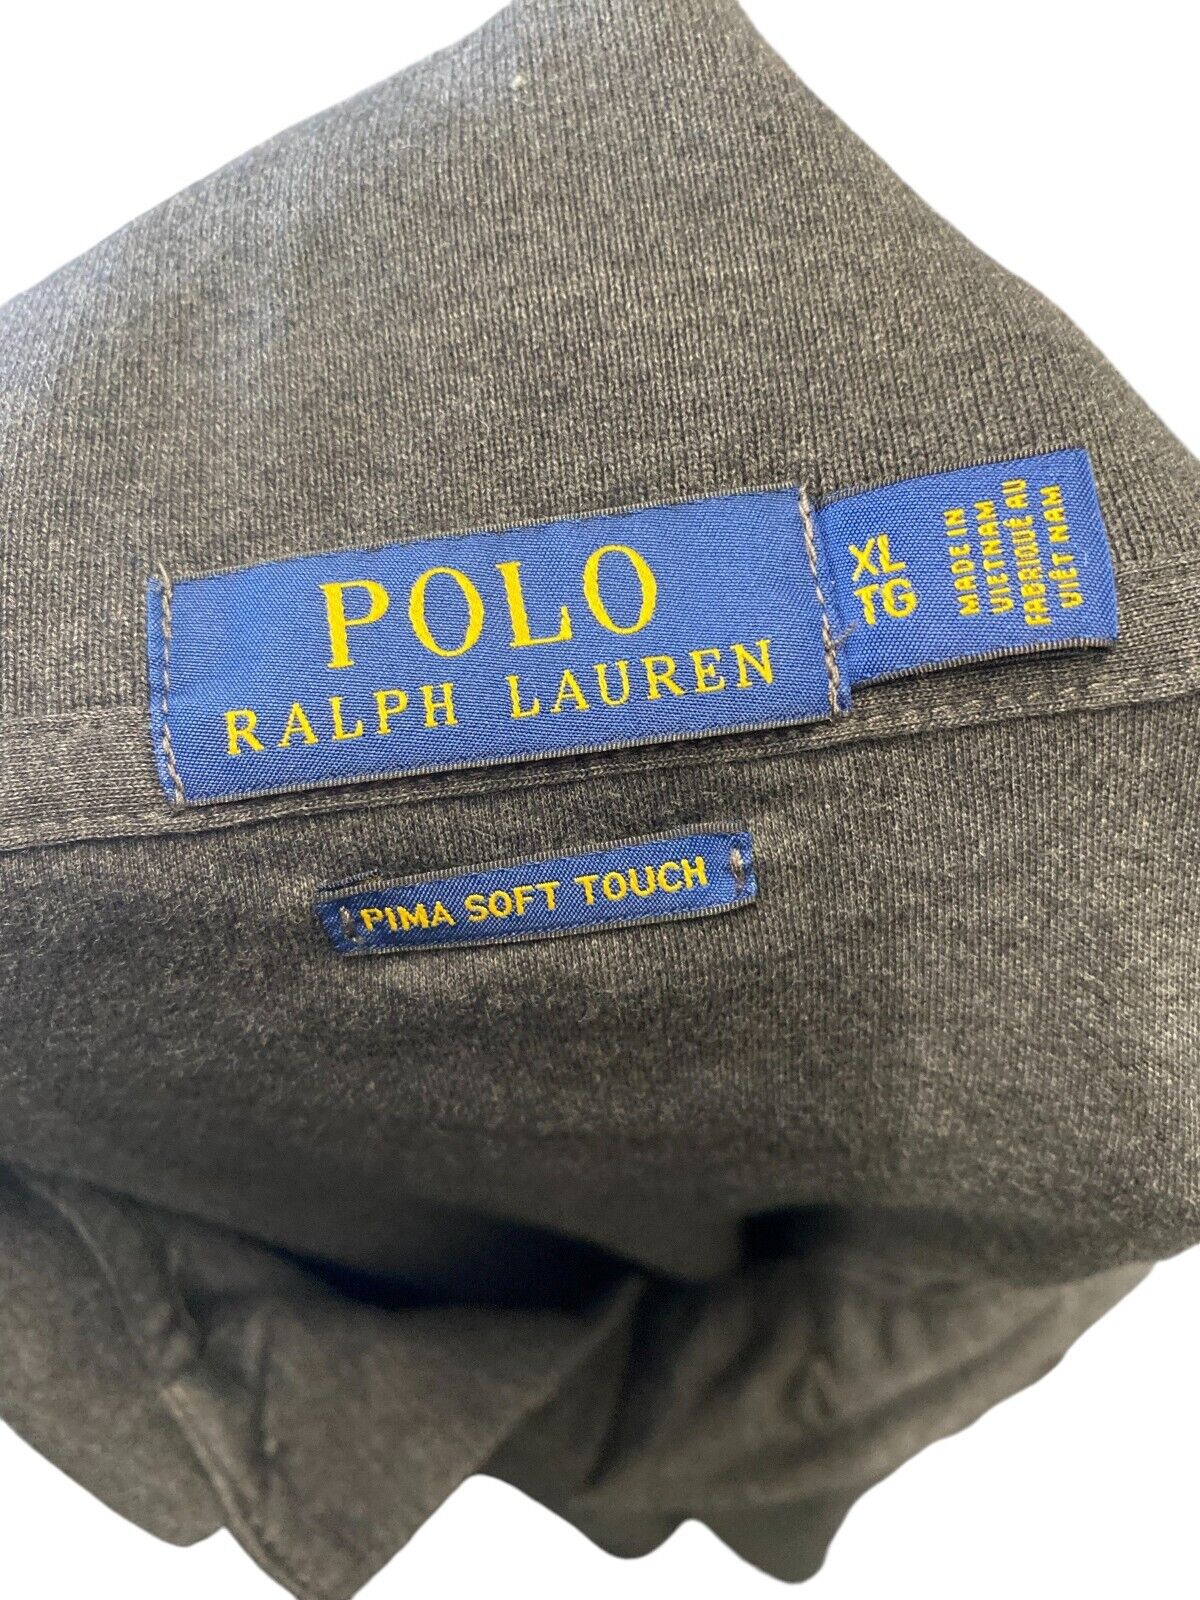 POLO
RALPH LAUREN
XL
TG
MADE IN
VIETNAM
FABRIQUÉ AU
VIÊT NAM
PIMA SOFT TOUCH